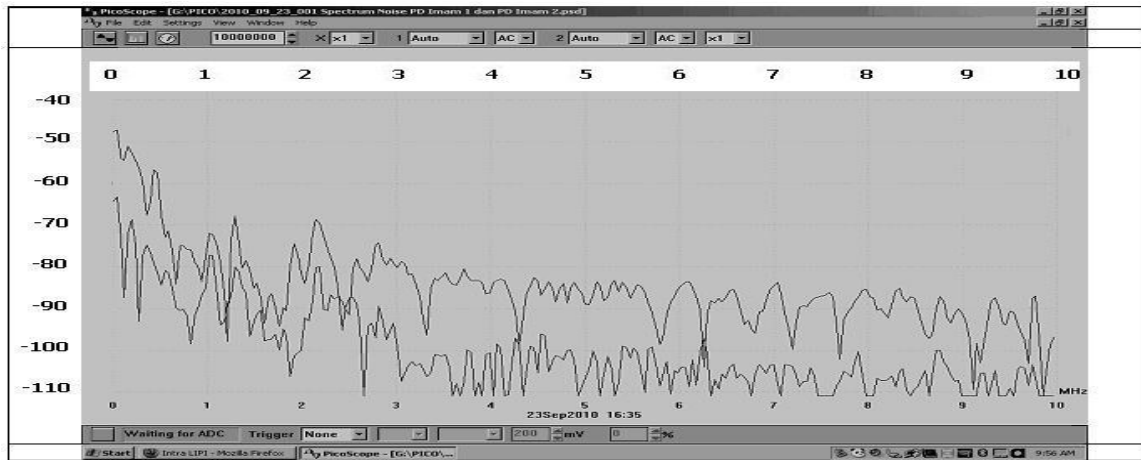 PicoScope - [G:\PICO\2010_09_23_001 Spectrum Noise PD Imam 1 dan PD Imam 2.psd]
File Edit Settings View Window Help
10000000 × x1 1 Auto AC 2 Auto AC x1
0 1 2 3 4 5 6 7 8 9 10
-40
-50
-60
-70
-80
-90
-100
-110
MHz
0 1 2 3 4 5 6 7 8 9 10
23Sep2010 16:35
Waiting for ADC Trigger None 200 mV 0 %
Start Intra LIPI - Mozilla Firefox PicoScope - [G:\PICO\... 9:56 AM